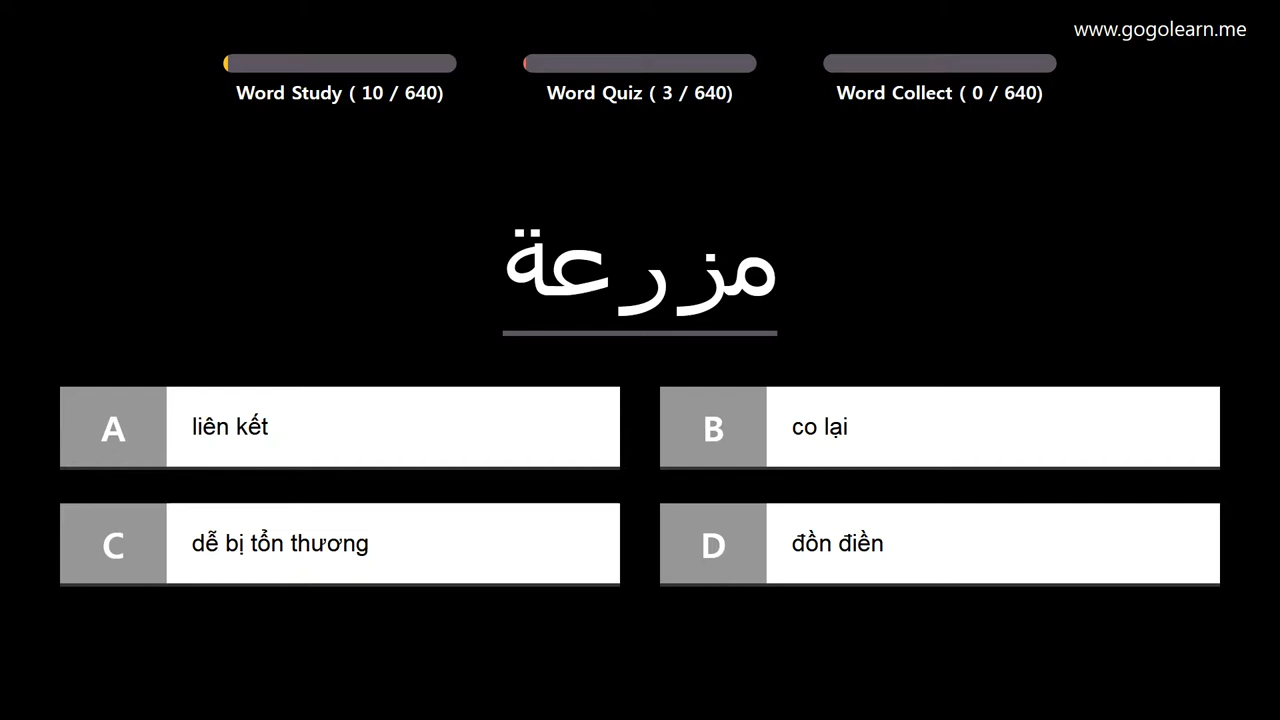 www.gogolearn.me
Word Study ( 10 / 640)
Word Quiz ( 3 / 640)
Word Collect ( 0 / 640)
مزرعة
A
liên kết
B
co lại
C
dễ bị tổn thương
D
đồn điền